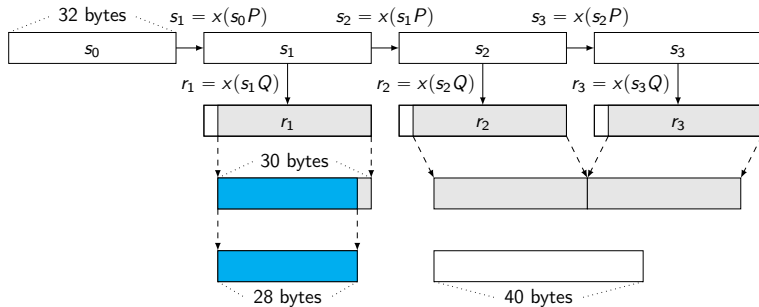 32 bytes
s₁ = x(s₀P)
s₂ = x(s₁P)
s₃ = x(s₂P)
s₀
s₁
s₂
s₃
r₁ = x(s₁Q)
r₂ = x(s₂Q)
r₃ = x(s₃Q)
r₁
r₂
r₃
30 bytes
28 bytes
40 bytes